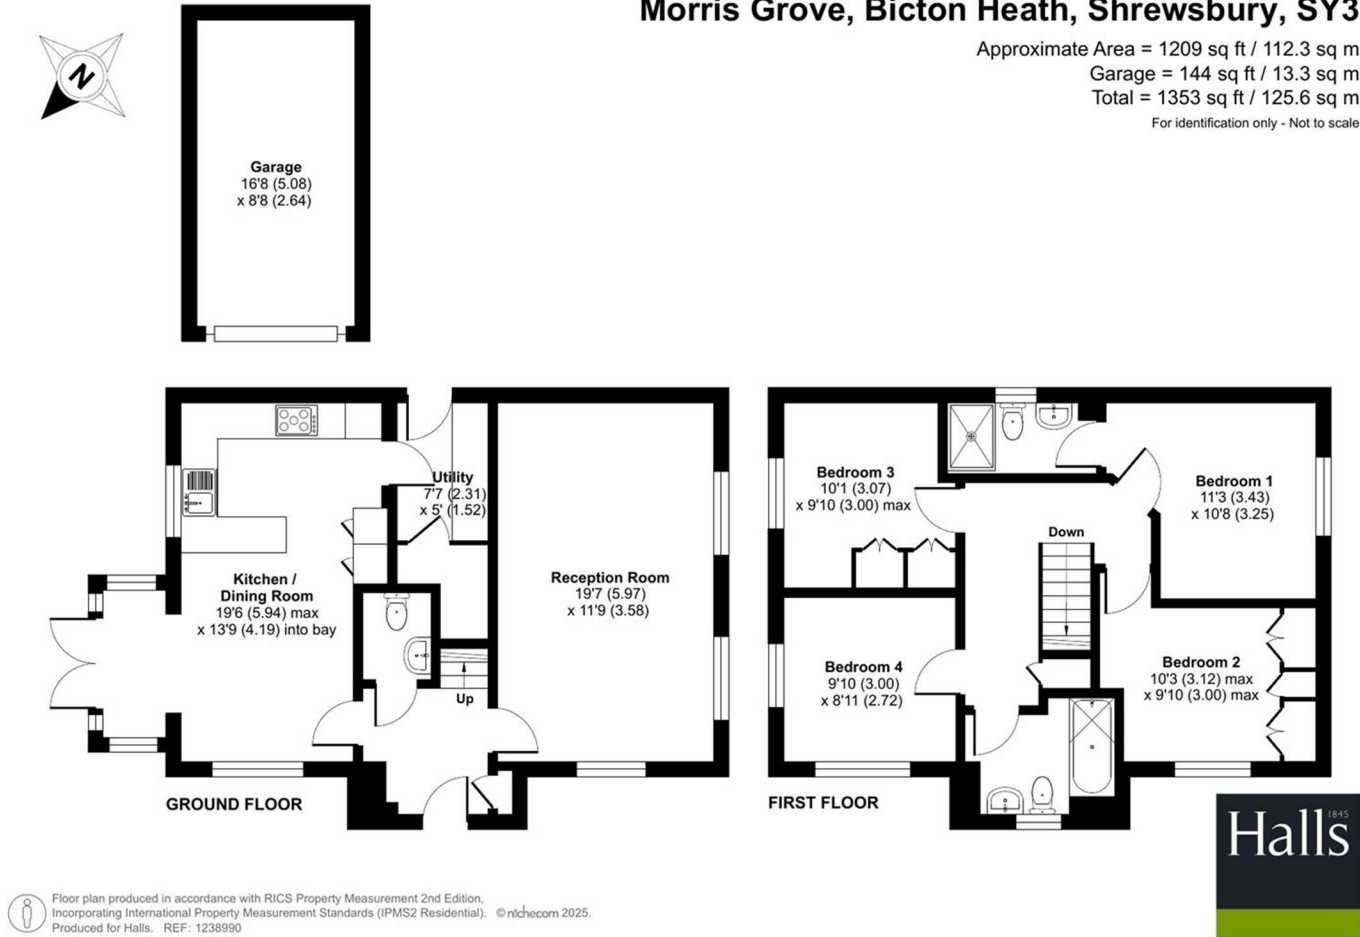 Morris Grove, Bicton Heath, Shrewsbury, SY3
Approximate Area = 1209 sq ft / 112.3 sq m
Garage = 144 sq ft / 13.3 sq m
Total = 1353 sq ft / 125.6 sq m
For identification only - Not to scale
N
Garage
16'8 (5.08)
x 8'8 (2.64)
Utility
7'7 (2.31)
x 5' (1.52)
Kitchen /
Dining Room
19'6 (5.94) max
x 13'9 (4.19) into bay
Reception Room
19'7 (5.97)
x 11'9 (3.58)
Up
GROUND FLOOR
Bedroom 3
10'1 (3.07)
x 9'10 (3.00) max
Bedroom 1
11'3 (3.43)
x 10'8 (3.25)
Down
Bedroom 4
9'10 (3.00)
x 8'11 (2.72)
Bedroom 2
10'3 (3.12) max
x 9'10 (3.00) max
FIRST FLOOR
1845
Halls
Floor plan produced in accordance with RICS Property Measurement 2nd Edition,
Incorporating International Property Measurement Standards (IPMS2 Residential). © nichecom 2025.
Produced for Halls. REF: 1238990